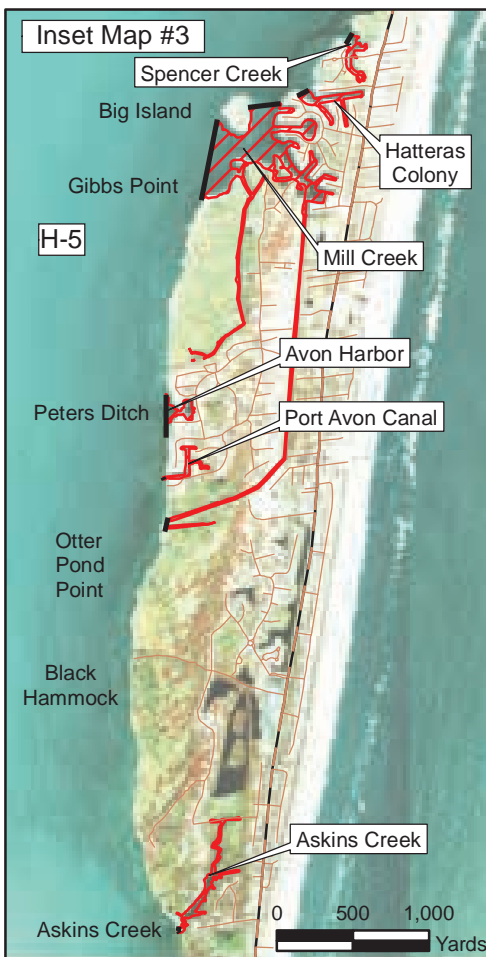 Inset Map #3
Spencer Creek
Big Island
Hatteras
Colony
Gibbs Point
H-5
Mill Creek
Avon Harbor
Peters Ditch
Port Avon Canal
Otter
Pond
Point
Black
Hammock
Askins Creek
0 500 1,000
Yards
Askins Creek